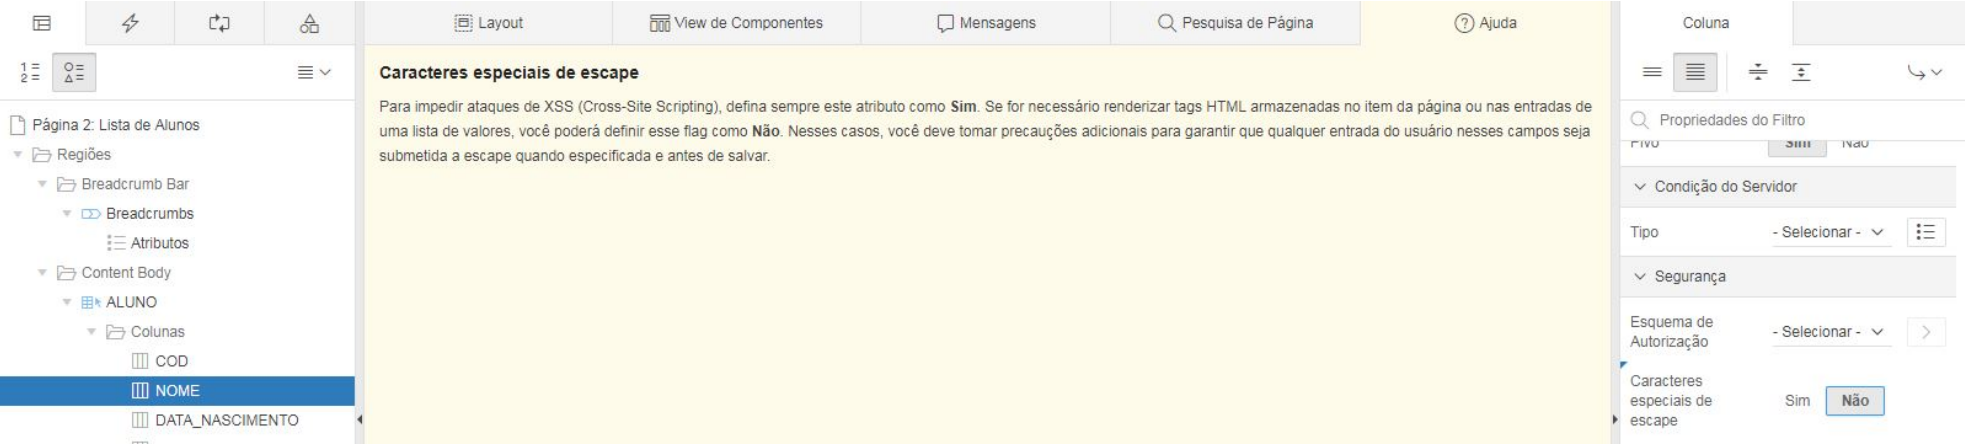 Layout
View de Componentes
Mensagens
Pesquisa de Página
Ajuda
Coluna
Página 2: Lista de Alunos
Regiões
Breadcrumb Bar
Breadcrumbs
Atributos
Content Body
ALUNO
Colunas
COD
NOME
DATA_NASCIMENTO
Caracteres especiais de escape
Para impedir ataques de XSS (Cross-Site Scripting), defina sempre este atributo como Sim. Se for necessário renderizar tags HTML armazenadas no item da página ou nas entradas de
uma lista de valores, você poderá definir esse flag como Não. Nesses casos, você deve tomar precauções adicionais para garantir que qualquer entrada do usuário nesses campos seja
submetida a escape quando especificada e antes de salvar.
Propriedades do Filtro
Pivô Sim Não
Condição do Servidor
Tipo - Selecionar -
Segurança
Esquema de
Autorização
- Selecionar -
Caracteres
especiais de
escape
Sim Não